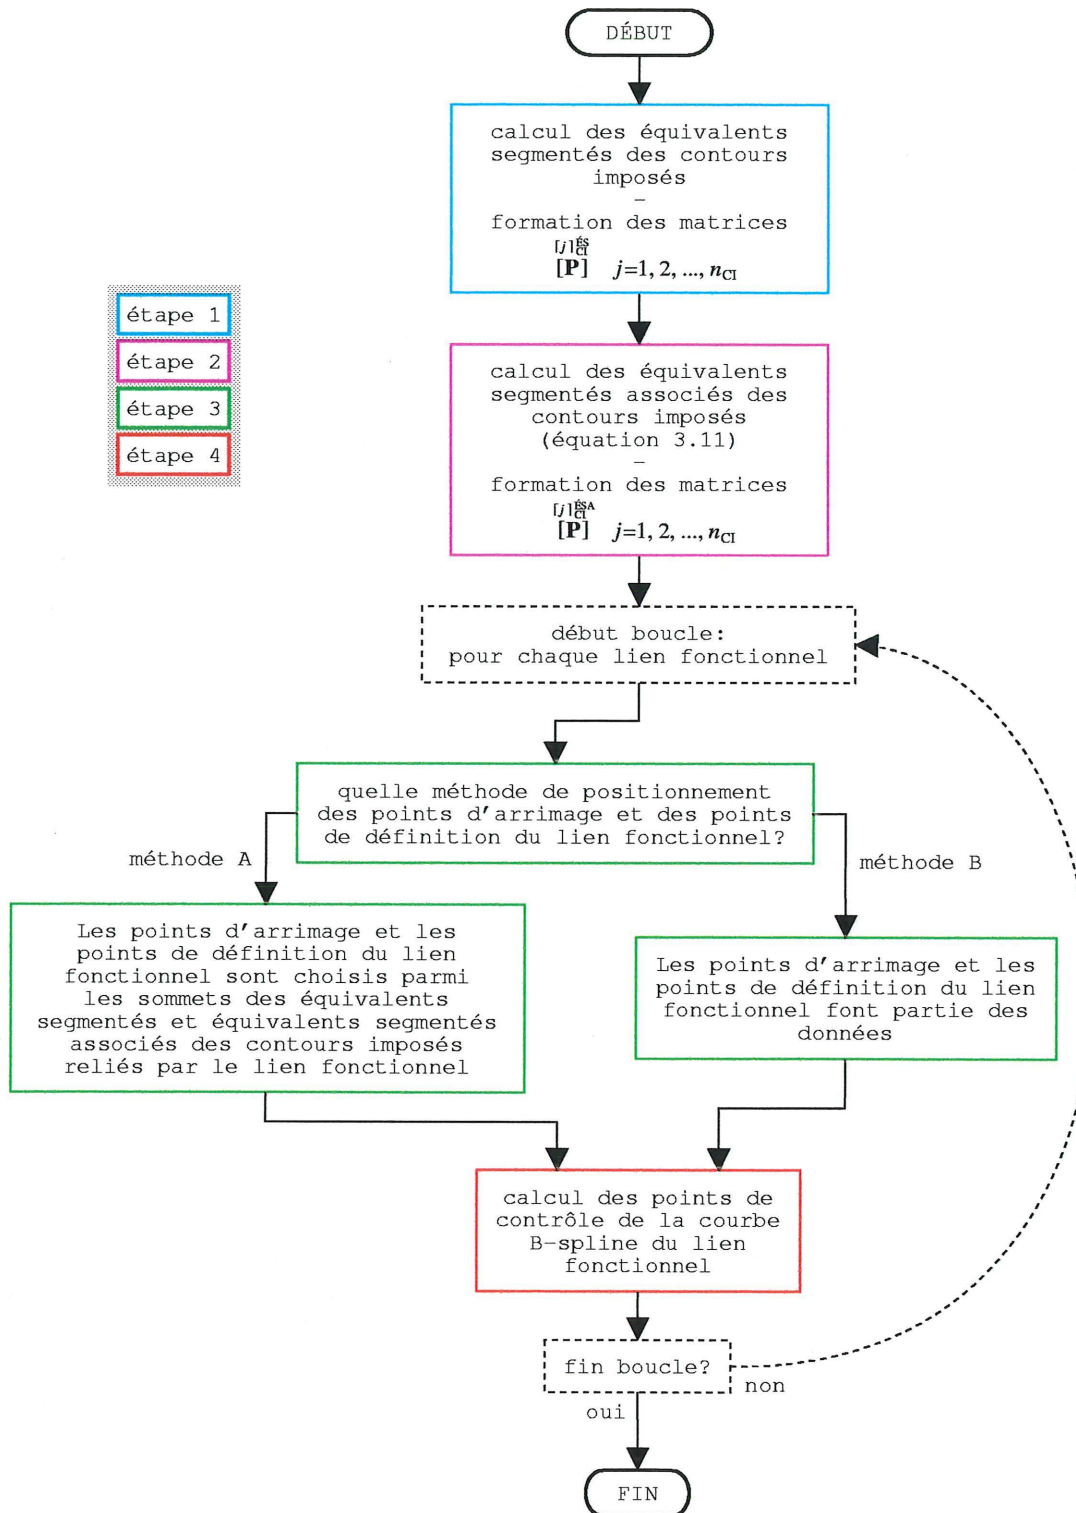 DÉBUT
calcul des équivalents
segmentés des contours
imposés
–
formation des matrices
[j] ÉS
CI
[P] j=1, 2, ..., nCI
étape 1
étape 2
étape 3
étape 4
calcul des équivalents
segmentés associés des
contours imposés
(équation 3.11)
–
formation des matrices
[j] ÉSA
CI
[P] j=1, 2, ..., nCI
début boucle:
pour chaque lien fonctionnel
quelle méthode de positionnement
des points d'arrimage et des points
de définition du lien fonctionnel?
méthode A
méthode B
Les points d'arrimage et les
points de définition du lien
fonctionnel sont choisis parmi
les sommets des équivalents
segmentés et équivalents segmentés
associés des contours imposés
reliés par le lien fonctionnel
Les points d'arrimage et les
points de définition du lien
fonctionnel font partie des
données
calcul des points de
contrôle de la courbe
B-spline du lien
fonctionnel
fin boucle?
non
oui
FIN